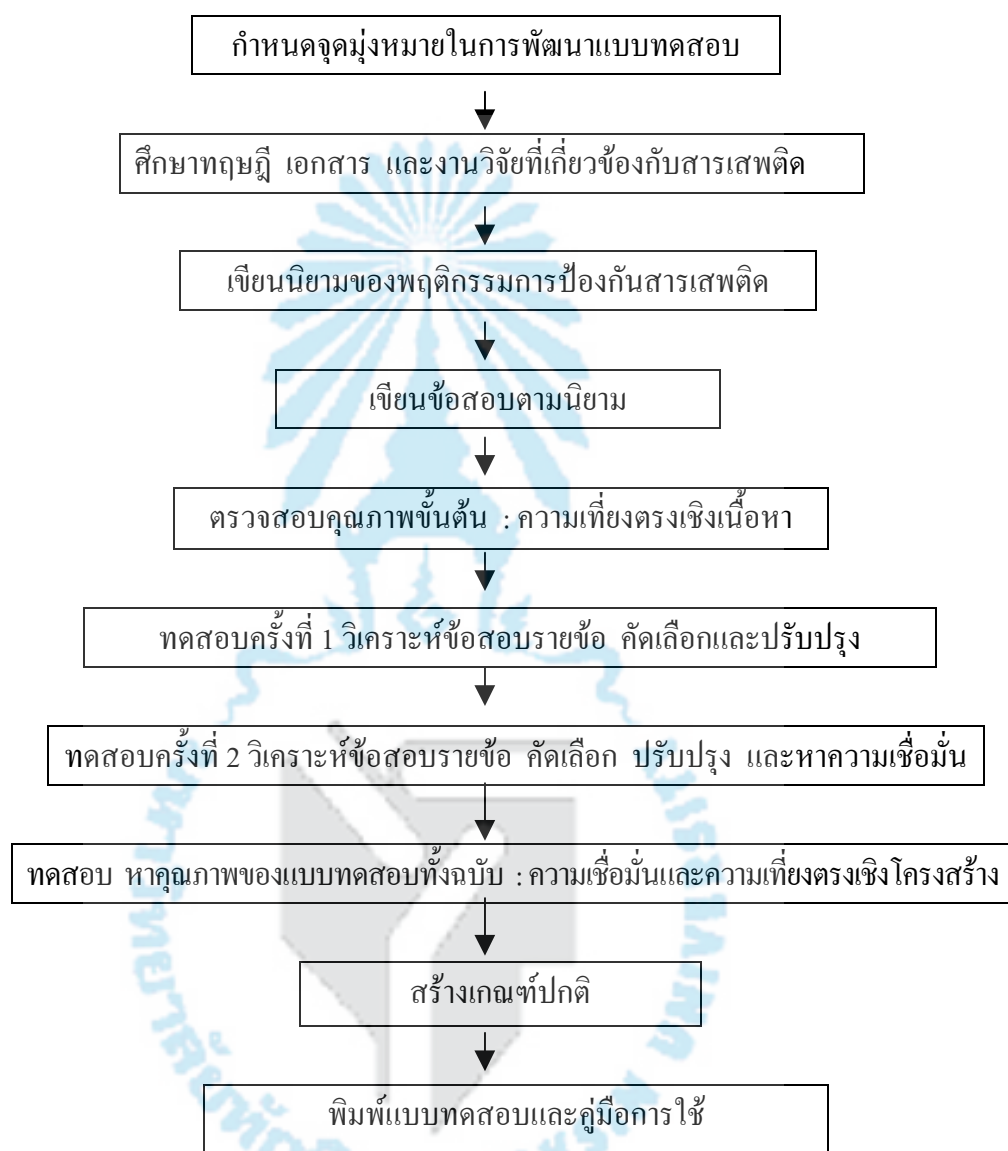 กำหนดจุดมุ่งหมายในการพัฒนาแบบทดสอบ
ศึกษาทฤษฎี เอกสาร และงานวิจัยที่เกี่ยวข้องกับสารเสพติด
เขียนนิยามของพฤติกรรมการป้องกันสารเสพติด
เขียนข้อสอบตามนิยาม
ตรวจสอบคุณภาพขั้นต้น : ความเที่ยงตรงเชิงเนื้อหา
ทดสอบครั้งที่ 1 วิเคราะห์ข้อสอบรายข้อ คัดเลือกและปรับปรุง
ทดสอบครั้งที่ 2 วิเคราะห์ข้อสอบรายข้อ คัดเลือก ปรับปรุง และหาความเชื่อมั่น
ทดสอบ หาคุณภาพของแบบทดสอบทั้งฉบับ : ความเชื่อมั่นและความเที่ยงตรงเชิงโครงสร้าง
สร้างเกณฑ์ปกติ
พิมพ์แบบทดสอบและคู่มือการใช้